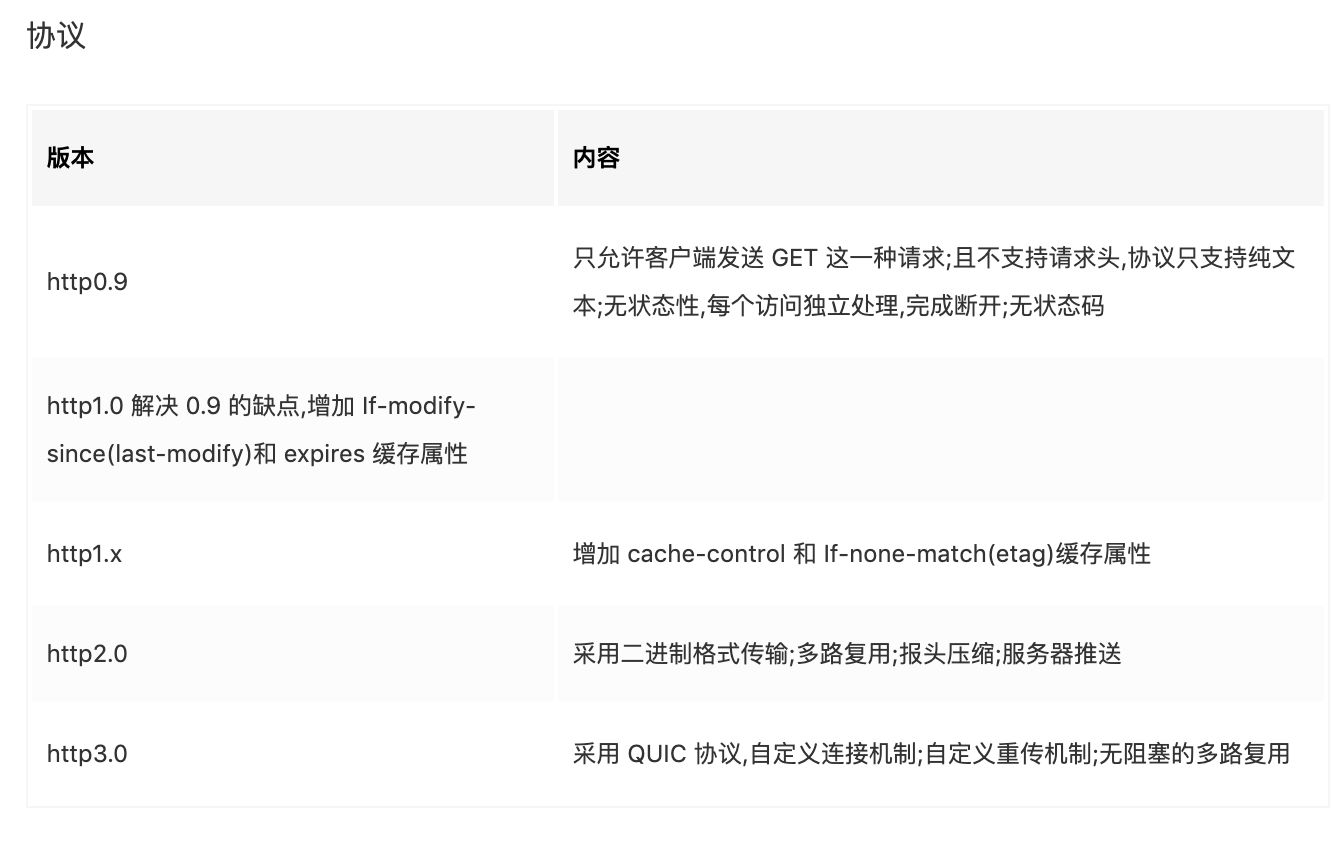 协议
版本
内容
http0.9
只允许客户端发送 GET 这一种请求;且不支持请求头,协议只支持纯文
本;无状态性,每个访问独立处理,完成断开;无状态码
http1.0 解决 0.9 的缺点,增加 If-modify-
since(last-modify)和 expires 缓存属性
http1.x
增加 cache-control 和 If-none-match(etag)缓存属性
http2.0
采用二进制格式传输;多路复用;报头压缩;服务器推送
http3.0
采用 QUIC 协议,自定义连接机制;自定义重传机制;无阻塞的多路复用